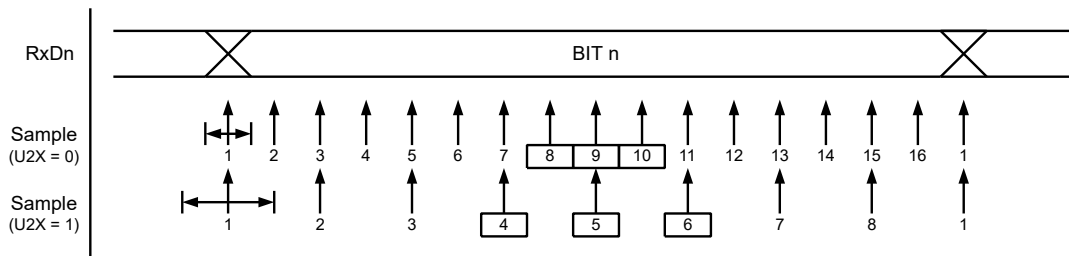 RxDn BIT n
Sample
(U2X = 0) 1 2 3 4 5 6 7 8 9 10 11 12 13 14 15 16 1
Sample
(U2X = 1) 1 2 3 4 5 6 7 8 1